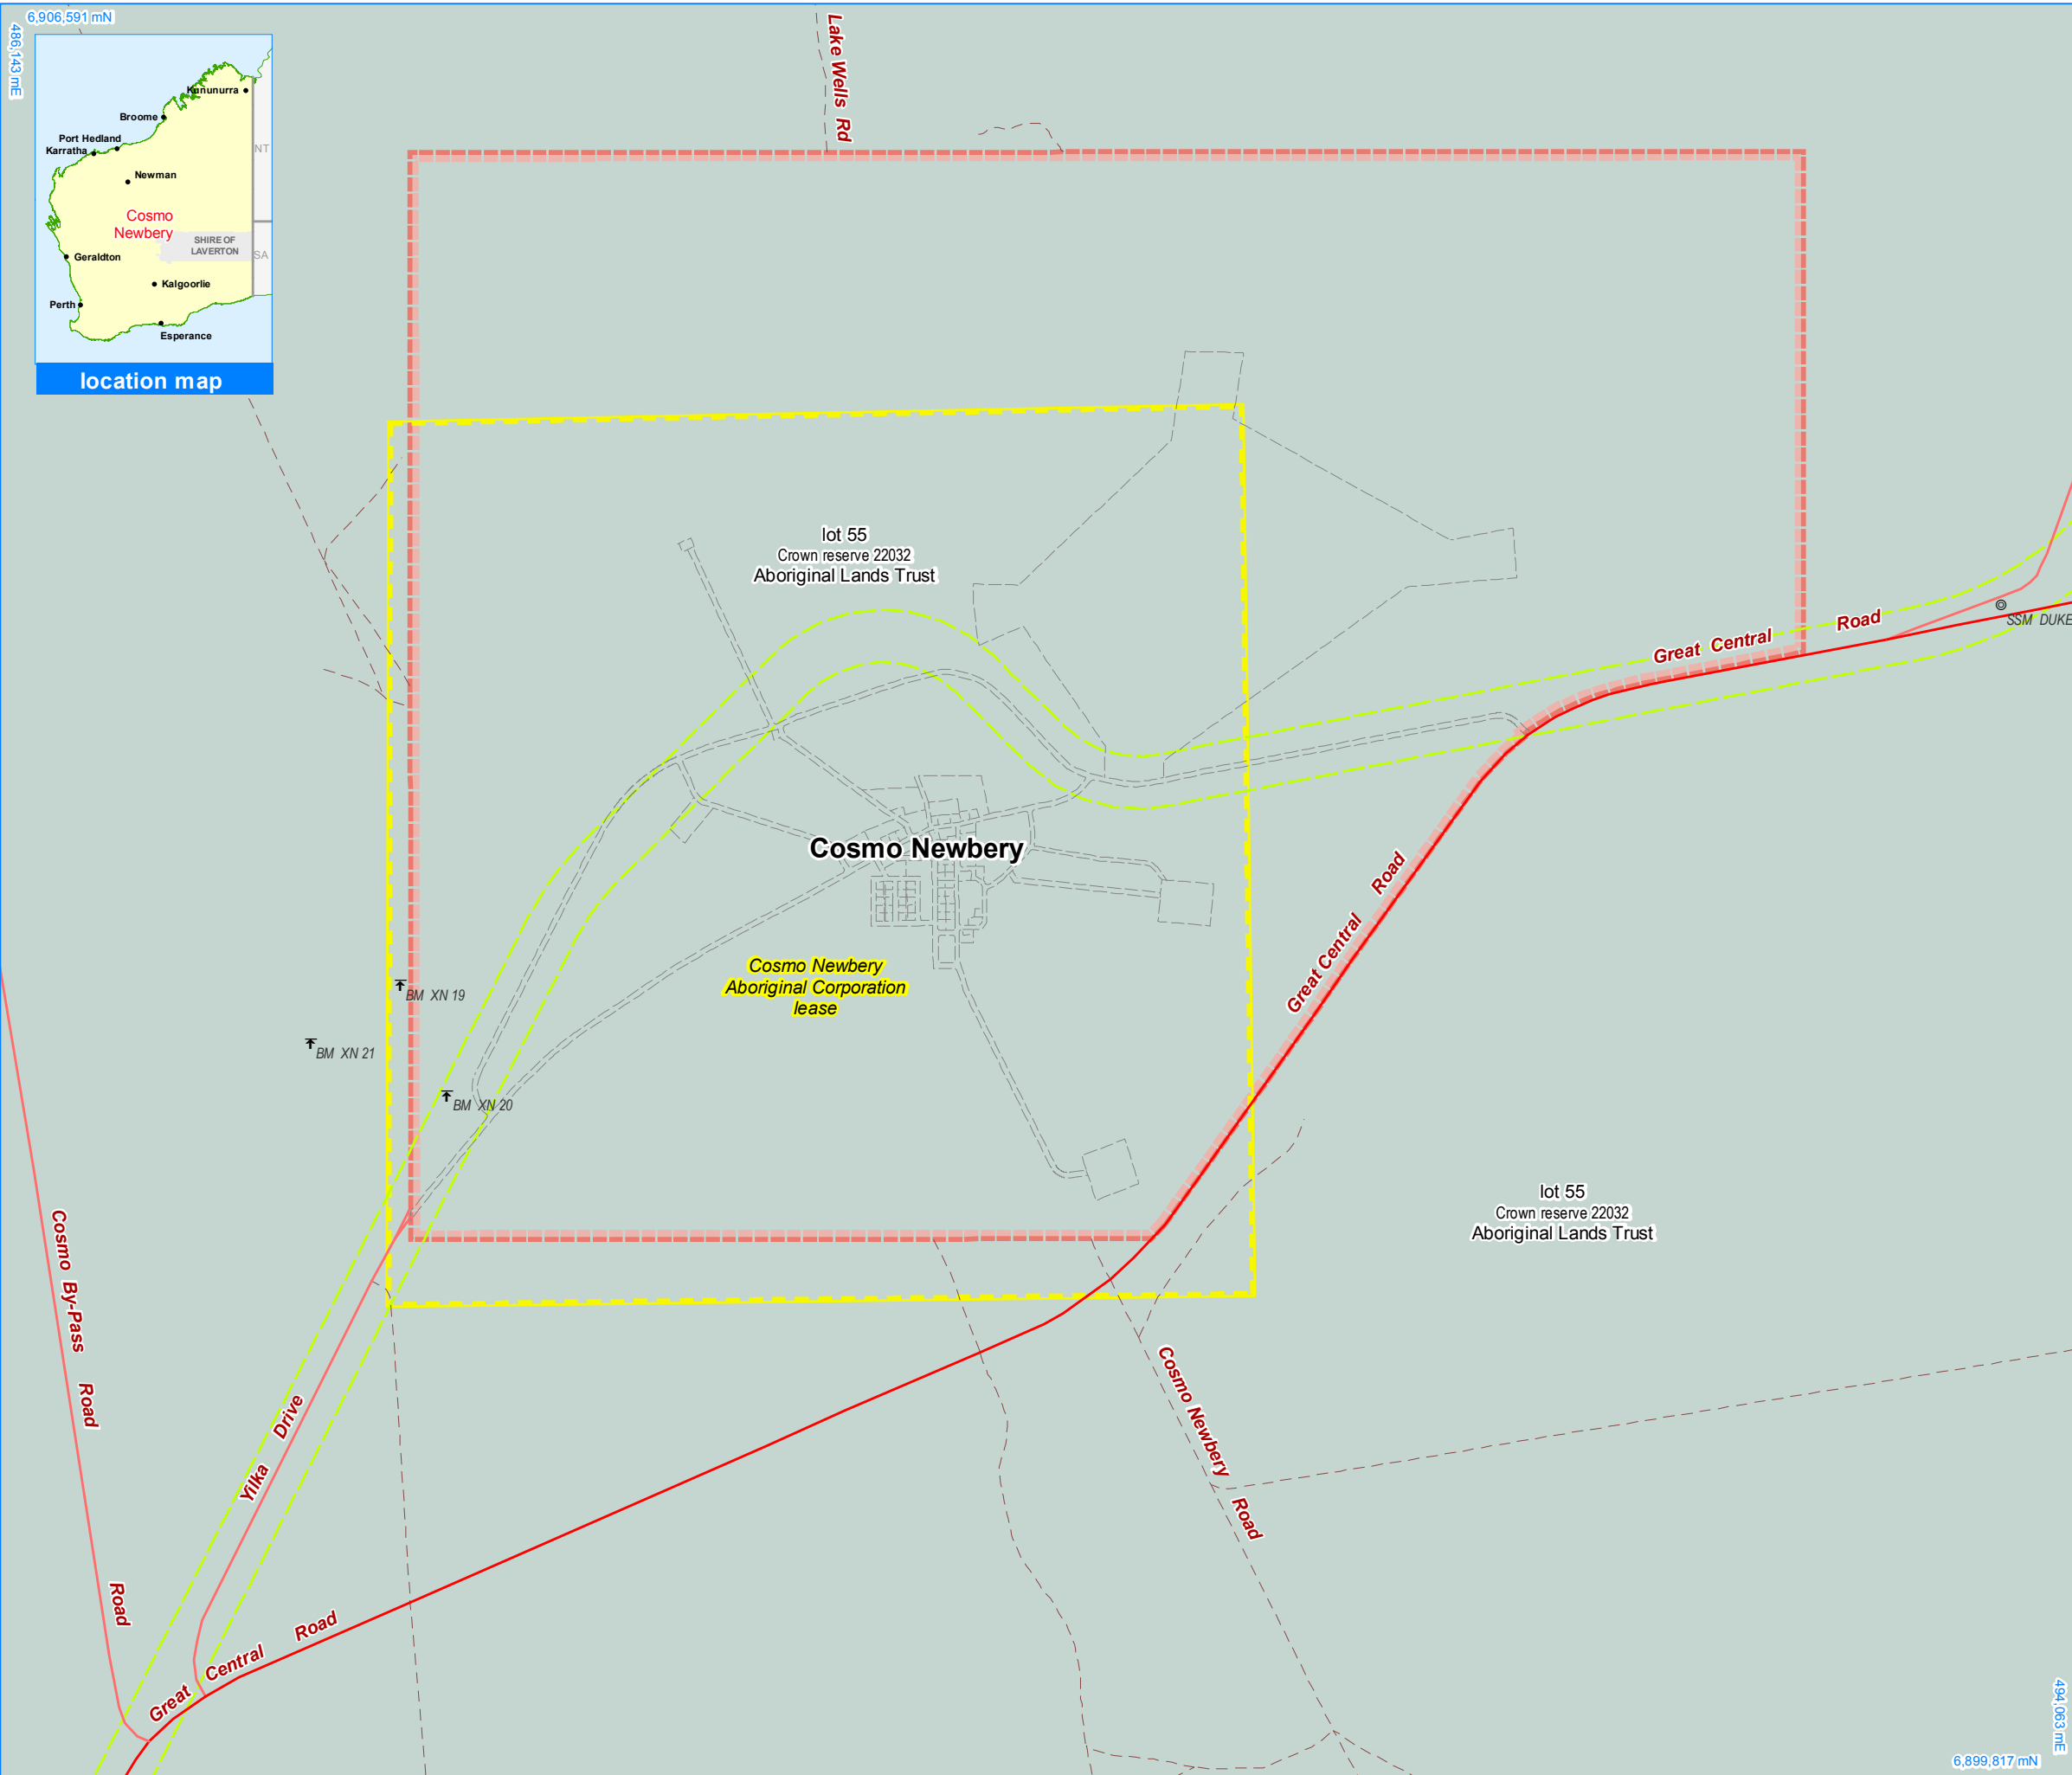 6,906,591 mN
486,143 mE
Kununurra
Broome
Port Hedland
Karratha
NT
Newman
Cosmo
Newbery
SHIRE OF
LAVERTON
SA
Geraldton
Kalgoorlie
Perth
Esperance
location map
Lake Wells Rd
lot 55
Crown reserve 22032
Aboriginal Lands Trust
Great Central Road
SSM DUKE
Cosmo Newbery
Great Central Road
Cosmo Newbery
Aboriginal Corporation
lease
BM XN 19
BM XN 21
BM XN 20
lot 55
Crown reserve 22032
Aboriginal Lands Trust
Cosmo By-Pass Road
Road
Yilka Drive
Cosmo Newbery Road
Great Central Road
494,063 mE
6,899,817 mN